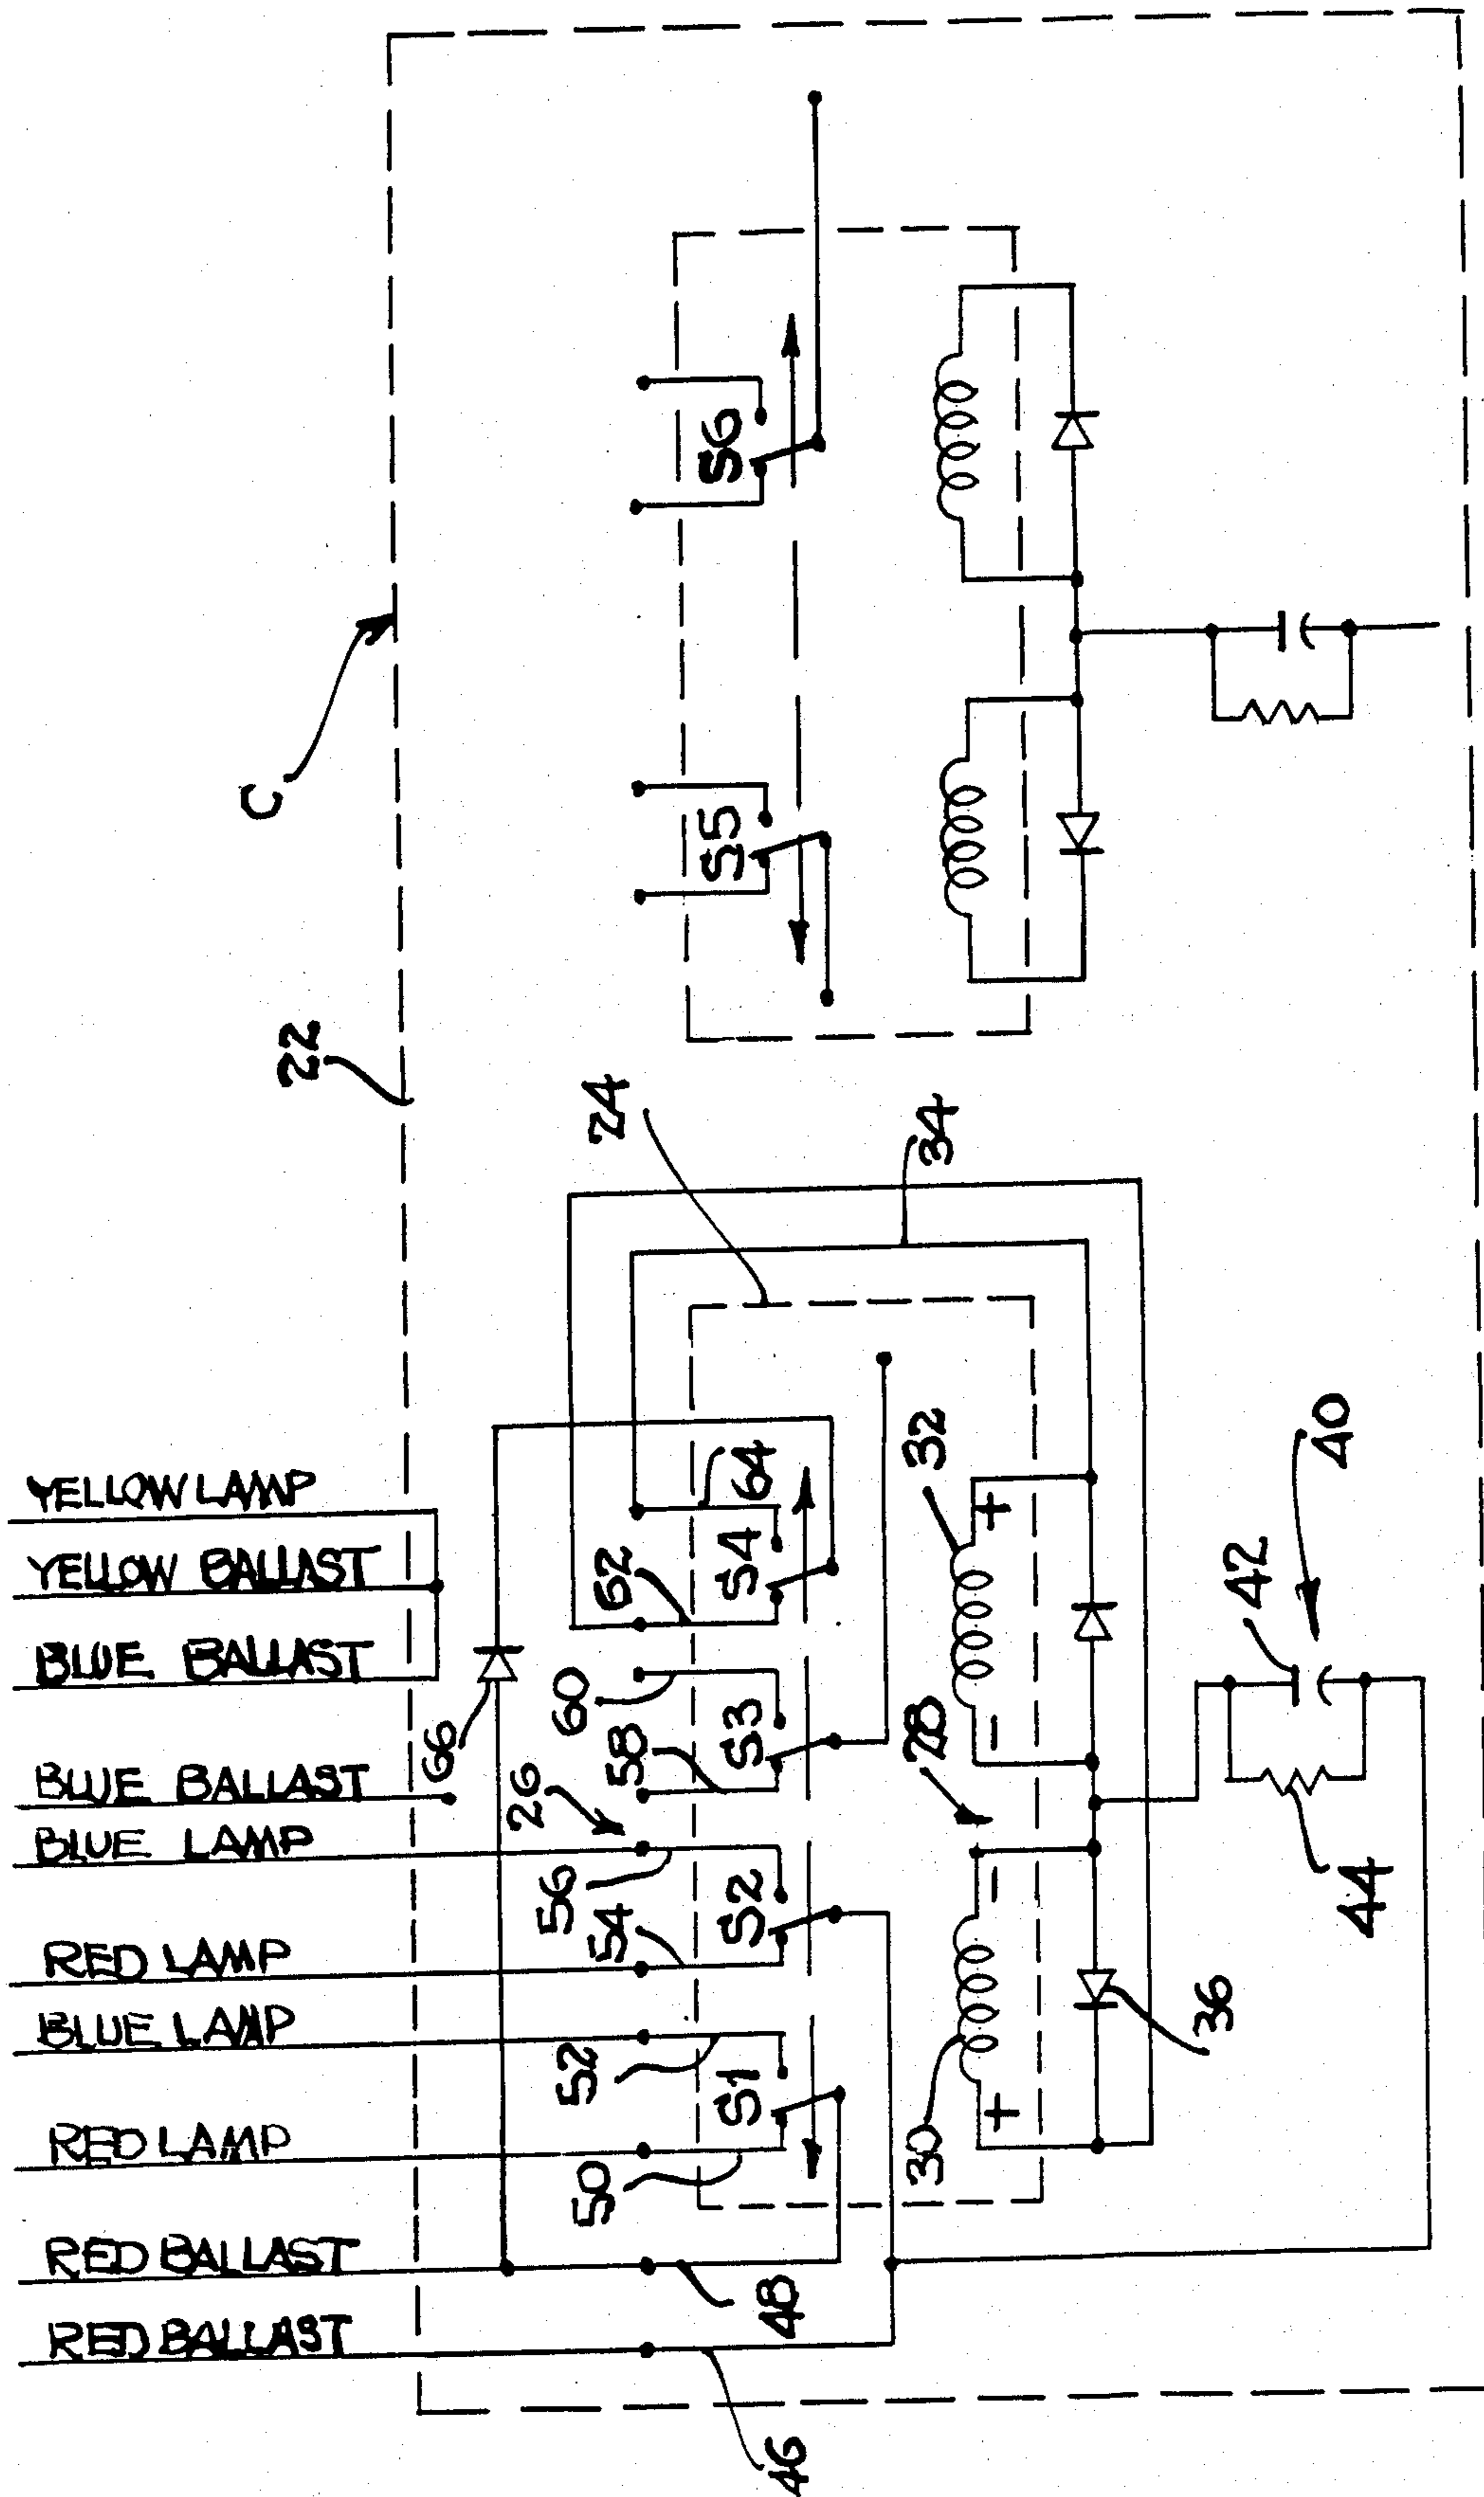 YELLOW LAMP
YELLOW BALLAST
BLUE BALLAST
BLUE BALLAST
BLUE LAMP
RED LAMP
BLUE LAMP
RED LAMP
RED BALLAST
RED BALLAST
C
22
24
34
S6
S5
66
26
60
62
64
58
56
54
52
50
48
46
S4
S3
S2
S1
32
28
30
36
40
42
44
+
−
−
+